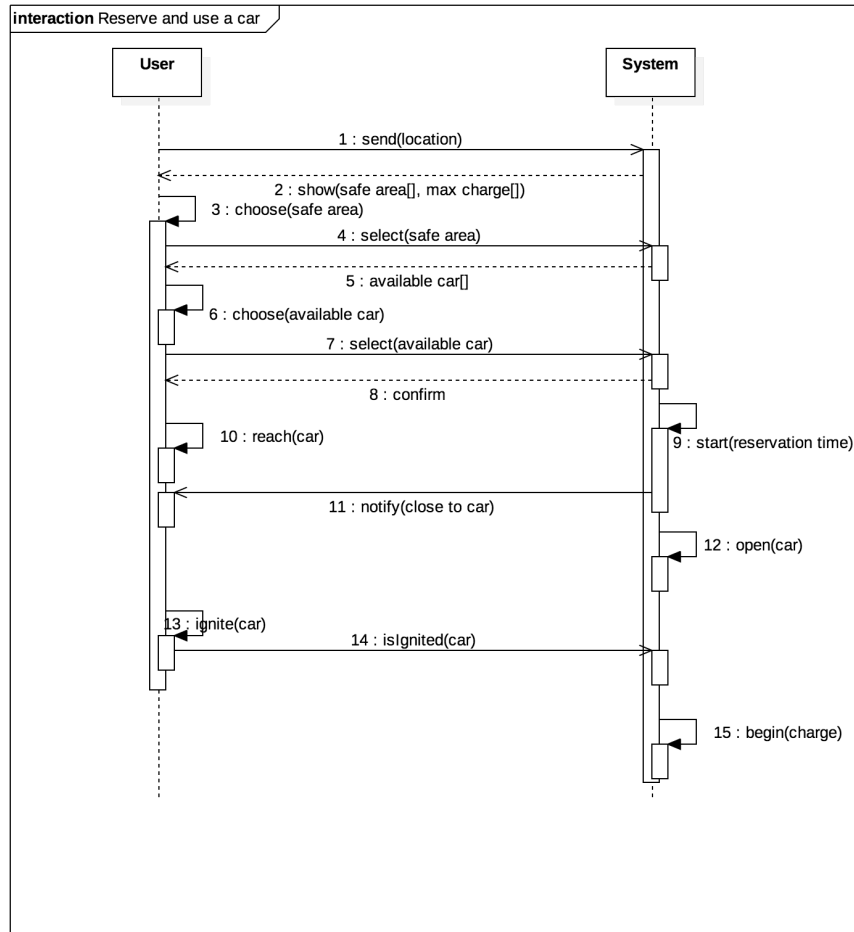 interaction Reserve and use a car
User
System
1 : send(location)
2 : show(safe area[], max charge[])
3 : choose(safe area)
4 : select(safe area)
5 : available car[]
6 : choose(available car)
7 : select(available car)
8 : confirm
10 : reach(car)
9 : start(reservation time)
11 : notify(close to car)
12 : open(car)
13 : ignite(car)
14 : isIgnited(car)
15 : begin(charge)